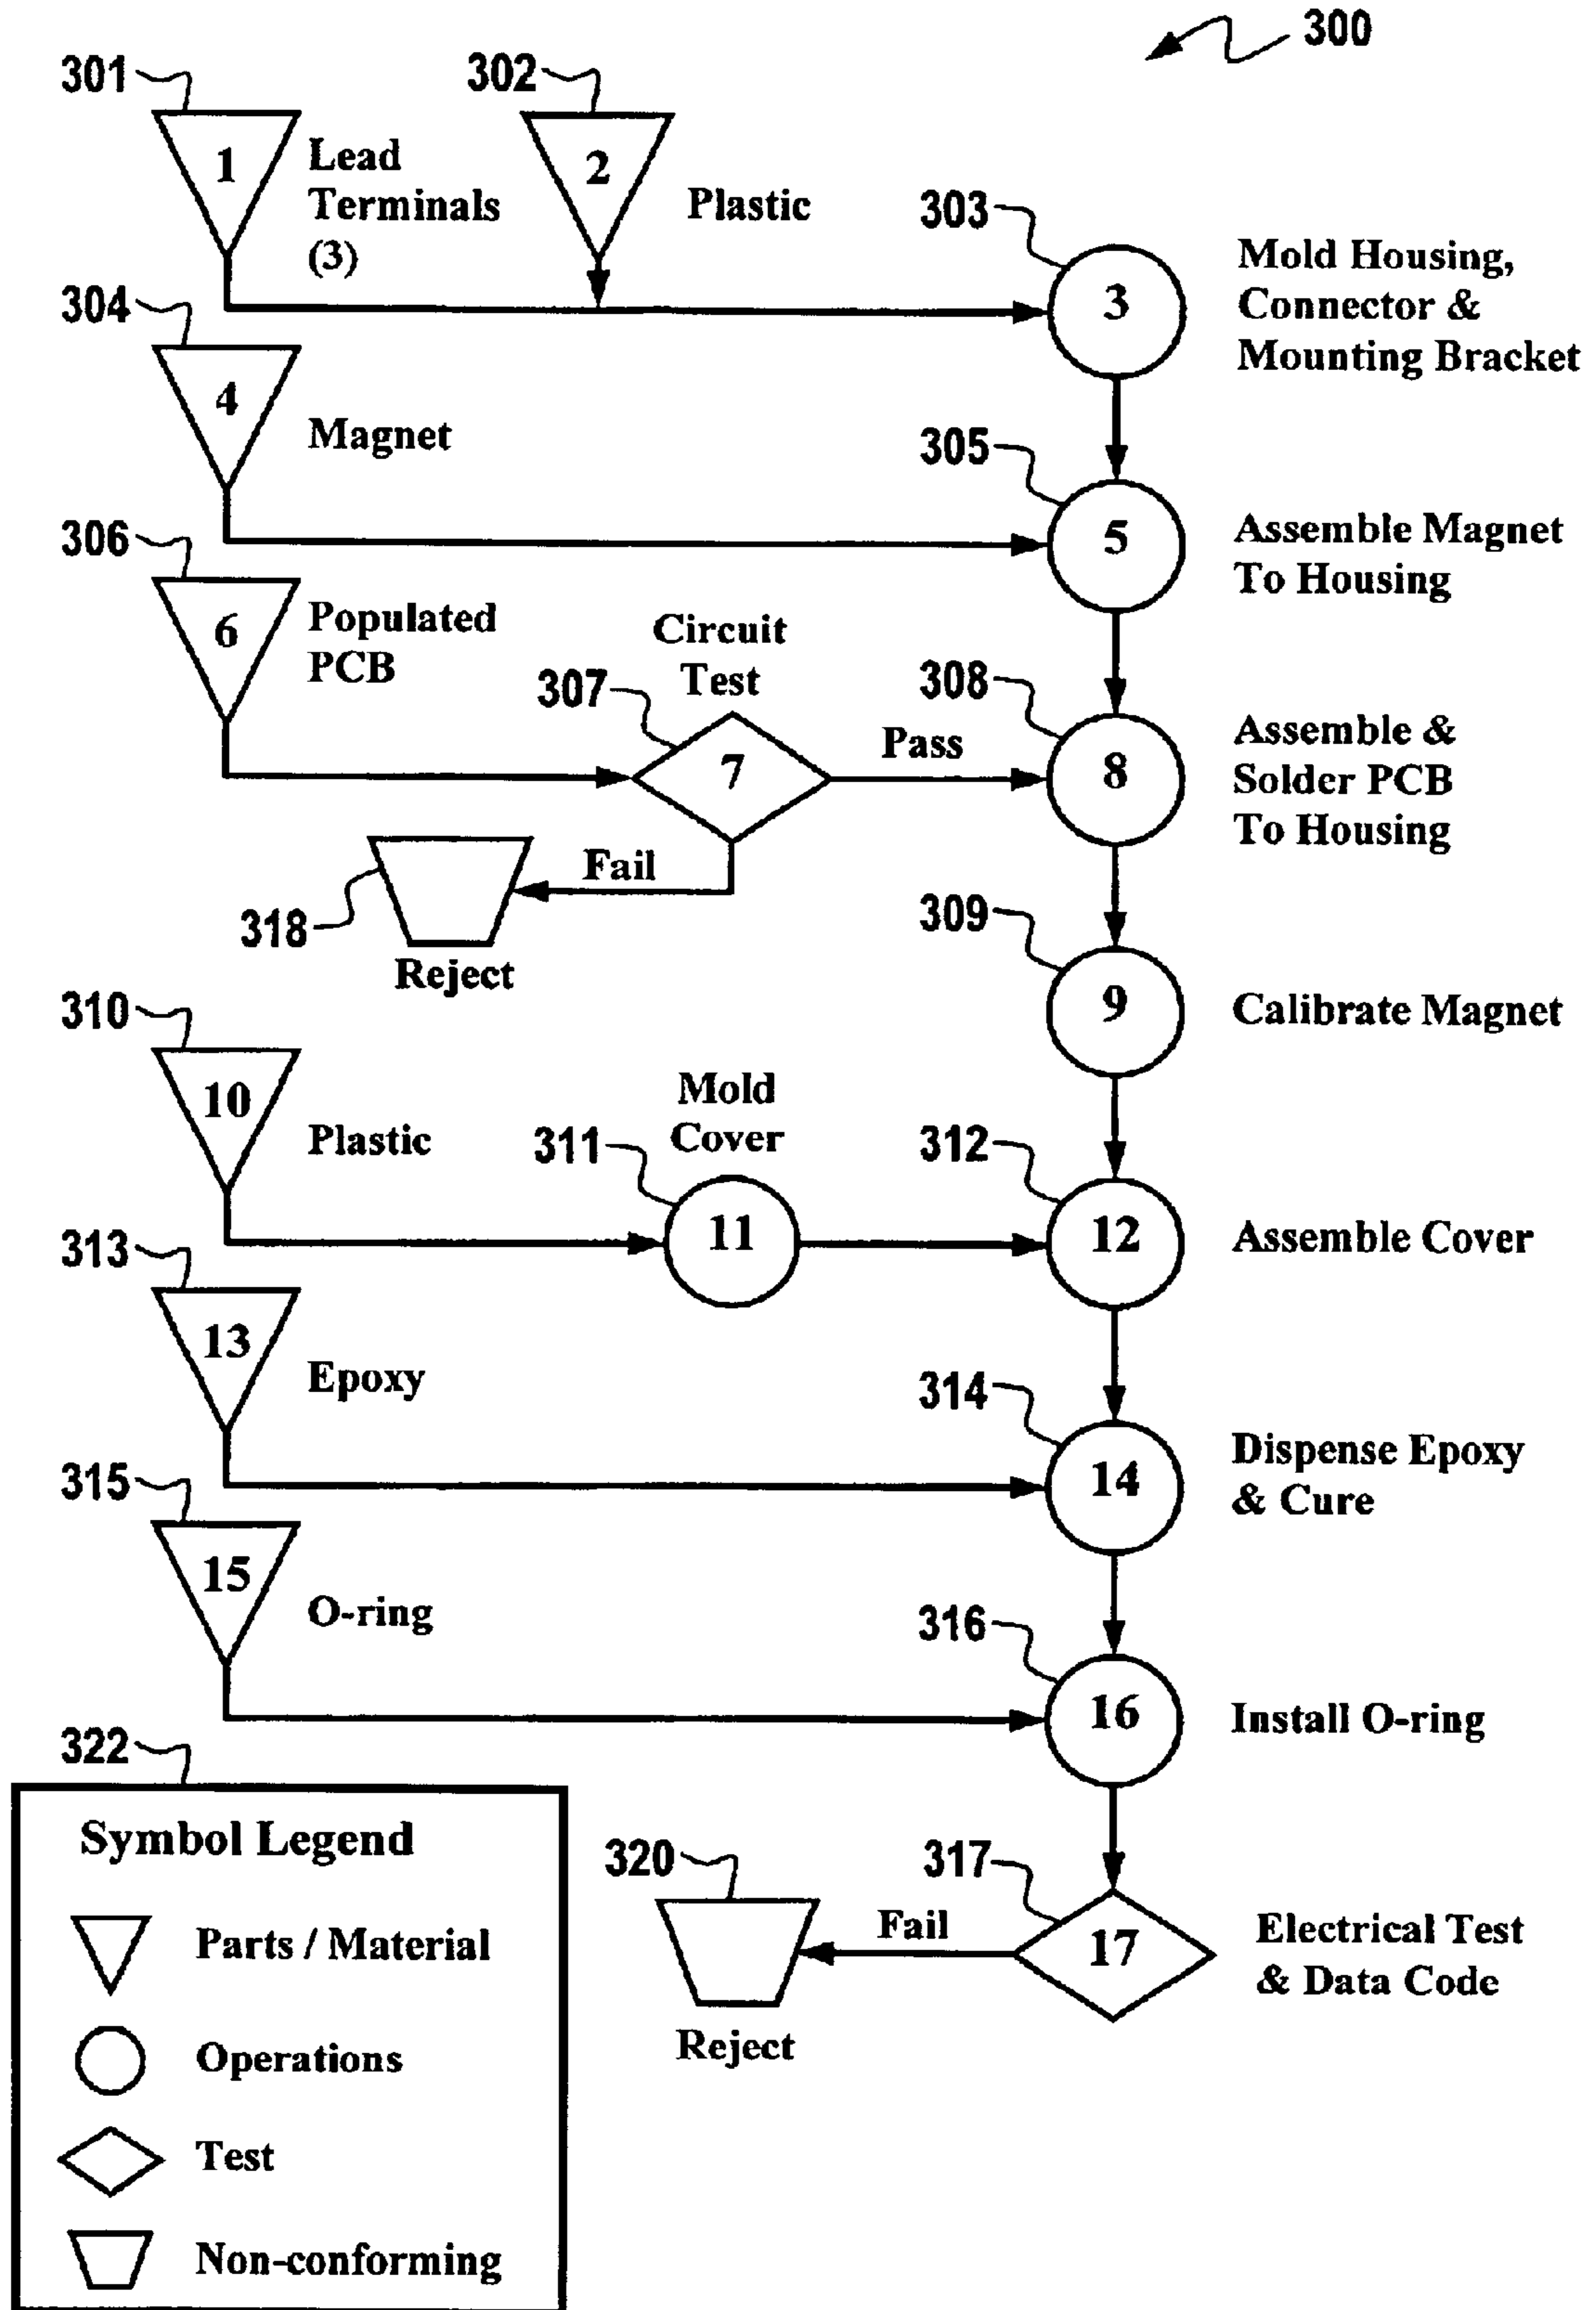 300
301
302
1
Lead
Terminals
(3)
2
Plastic
303
3
Mold Housing,
Connector &
Mounting Bracket
304
4
Magnet
305
5
Assemble Magnet
To Housing
306
6
Populated
PCB
Circuit
Test
307
7
Pass
308
8
Assemble &
Solder PCB
To Housing
Fail
318
Reject
309
9
Calibrate Magnet
310
10
Plastic
Mold
Cover
311
11
312
12
Assemble Cover
313
13
Epoxy
314
14
Dispense Epoxy
& Cure
315
15
O-ring
316
16
Install O-ring
322
Symbol Legend
Parts / Material
Operations
Test
Non-conforming
320
Reject
Fail
317
17
Electrical Test
& Data Code